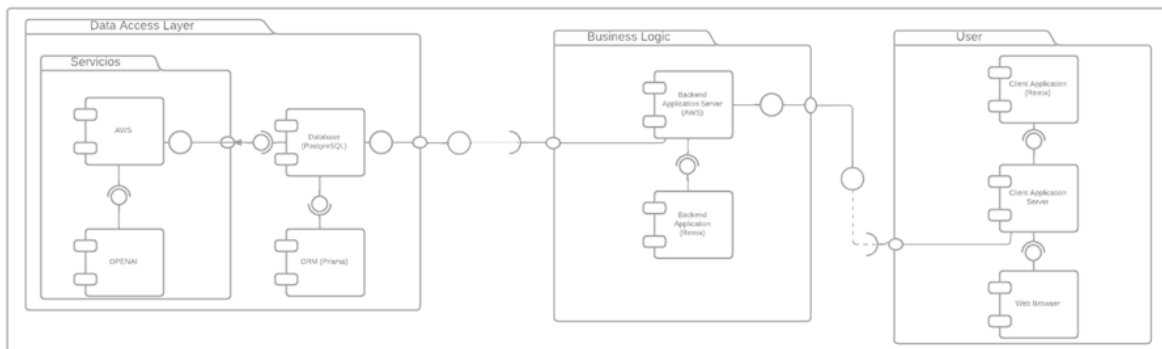 Data Access Layer
Servicios
AWS
OPENAI
Database
(PostgreSQL)
ORM (Prisma)
Business Logic
Backend
Application Server
(AWS)
Backend
Application
(Remix)
User
Client Application
(Remix)
Client Application
Server
Web Browser